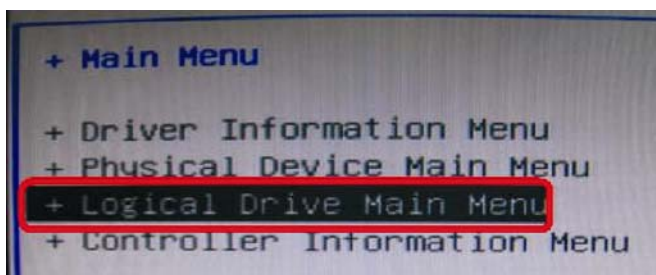 + Main Menu
+ Driver Information Menu
+ Physical Device Main Menu
+ Logical Drive Main Menu
+ Controller Information Menu